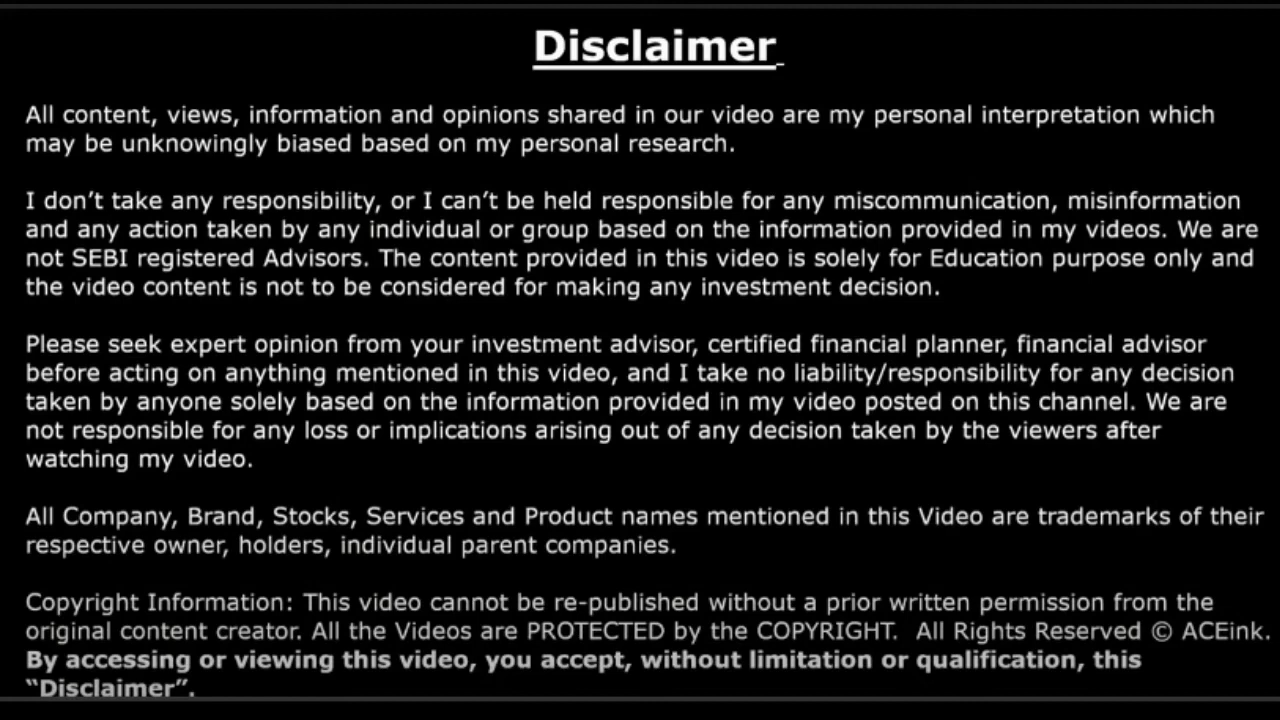 Disclaimer
All content, views, information and opinions shared in our video are my personal interpretation which
may be unknowingly biased based on my personal research.
I don’t take any responsibility, or I can’t be held responsible for any miscommunication, misinformation
and any action taken by any individual or group based on the information provided in my videos. We are
not SEBI registered Advisors. The content provided in this video is solely for Education purpose only and
the video content is not to be considered for making any investment decision.
Please seek expert opinion from your investment advisor, certified financial planner, financial advisor
before acting on anything mentioned in this video, and I take no liability/responsibility for any decision
taken by anyone solely based on the information provided in my video posted on this channel. We are
not responsible for any loss or implications arising out of any decision taken by the viewers after
watching my video.
All Company, Brand, Stocks, Services and Product names mentioned in this Video are trademarks of their
respective owner, holders, individual parent companies.
Copyright Information: This video cannot be re-published without a prior written permission from the
original content creator. All the Videos are PROTECTED by the COPYRIGHT.  All Rights Reserved © ACEink.
By accessing or viewing this video, you accept, without limitation or qualification, this
“Disclaimer”.